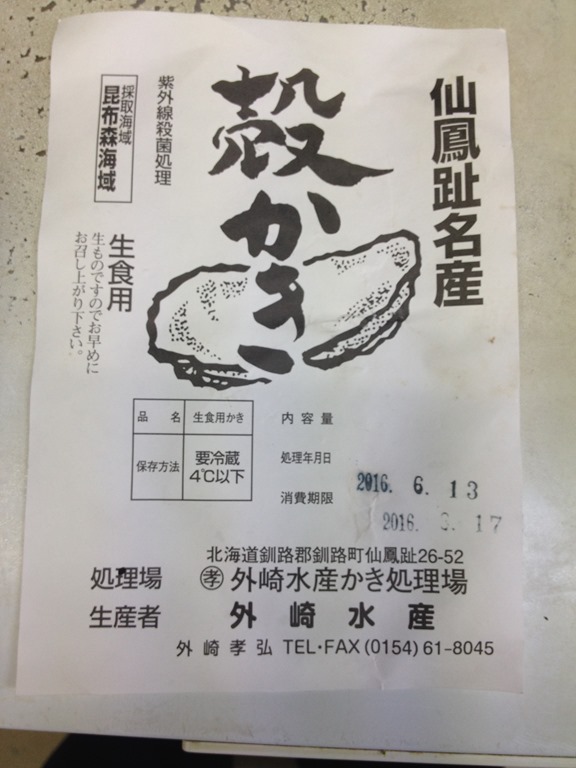 仙鳳趾名産
殻かき
紫外線殺菌処理
採取海域
昆布森海域
生食用
生ものですのでお早めに
お召し上がり下さい。
品名 生食用かき
保存方法 要冷蔵
4℃以下
内容量
処理年月日 2016. 6. 13
消費期限 2016. 6. 17
北海道釧路郡釧路町仙鳳趾26-52
処理場 孝 外崎水産かき処理場
生産者 外崎水産
外崎孝弘 TEL・FAX (0154) 61-8045